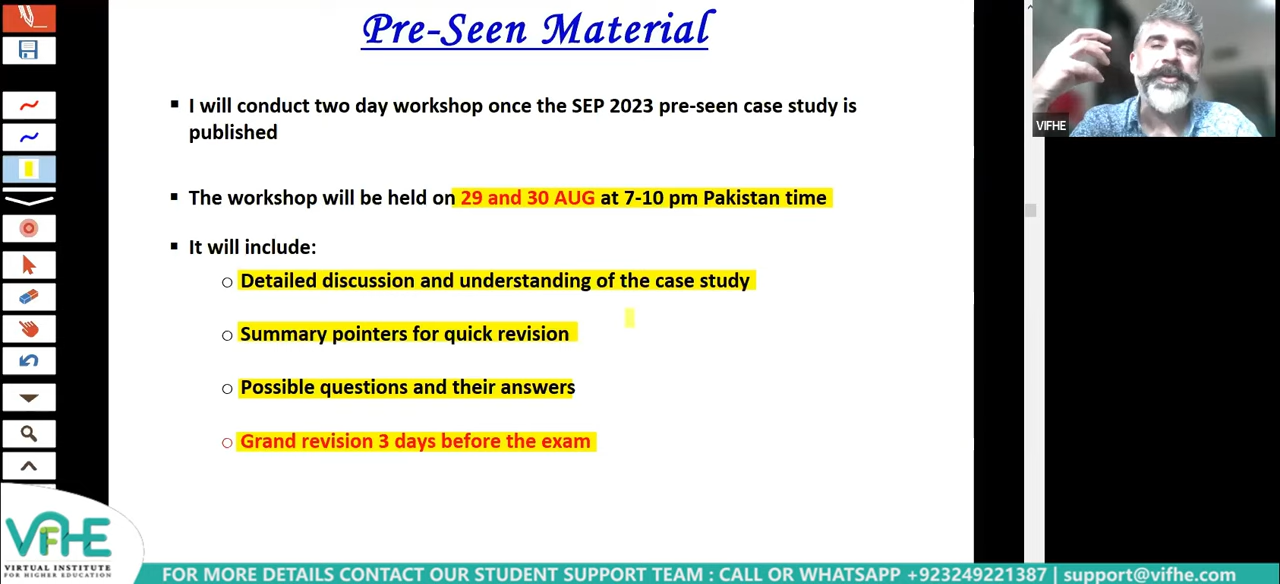 Pre-Seen Material
▪ I will conduct two day workshop once the SEP 2023 pre-seen case study is
published
▪ The workshop will be held on 29 and 30 AUG at 7-10 pm Pakistan time
▪ It will include:
○ Detailed discussion and understanding of the case study
○ Summary pointers for quick revision
○ Possible questions and their answers
○ Grand revision 3 days before the exam
VIFHE
VIFHE
VIRTUAL INSTITUTE
FOR HIGHER EDUCATION
FOR MORE DETAILS CONTACT OUR STUDENT SUPPORT TEAM : CALL OR WHATSAPP +923249221387 | support@vifhe.com